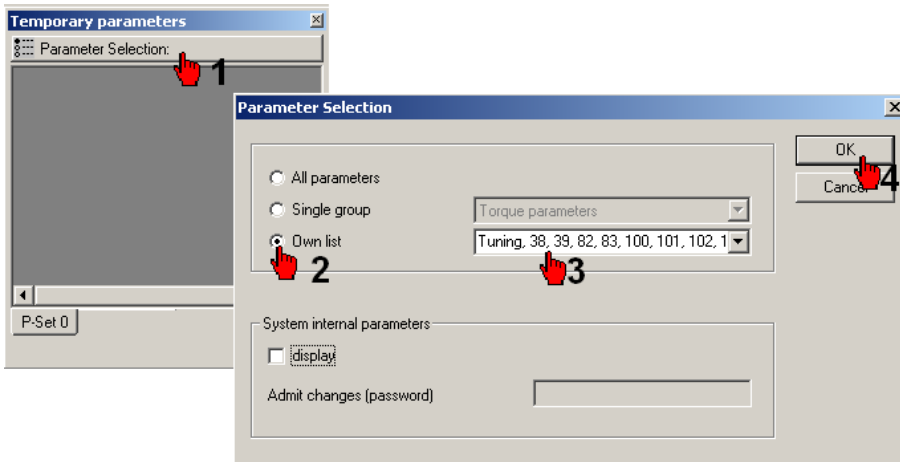 Temporary parameters
Parameter Selection:
1
Parameter Selection
All parameters
Single group
Torque parameters
Own list
Tuning, 38, 39, 82, 83, 100, 101, 102, 1
2
3
OK
Cancel
4
P-Set 0
System internal parameters
display
Admit changes (password)